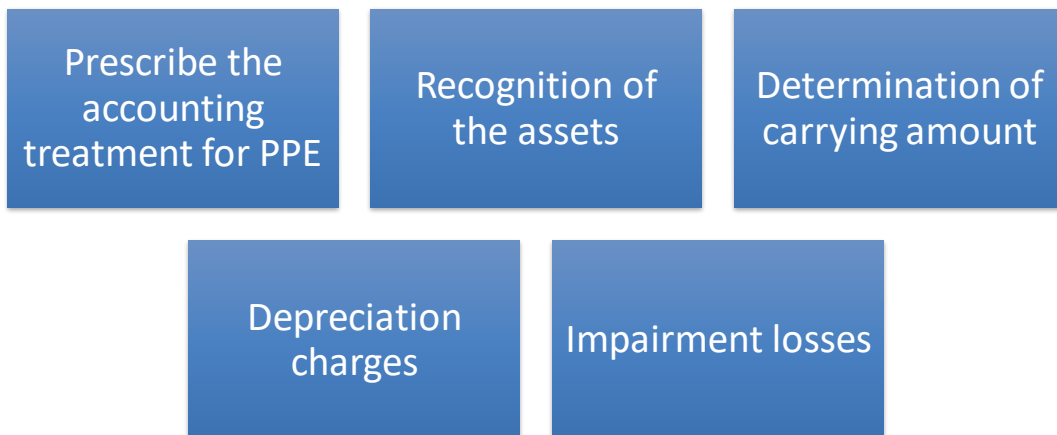 Prescribe the
accounting
treatment for PPE
Recognition of
the assets
Determination of
carrying amount
Depreciation
charges
Impairment losses